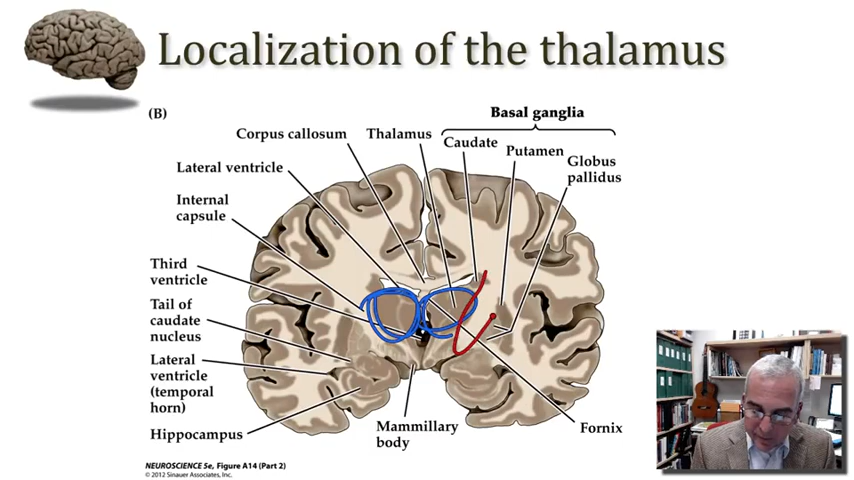 Localization of the thalamus
(B)
Basal ganglia
Corpus callosum
Thalamus
Caudate
Putamen
Globus
pallidus
Lateral ventricle
Internal
capsule
Third
ventricle
Tail of
caudate
nucleus
Lateral
ventricle
(temporal
horn)
Hippocampus
Mammillary
body
Fornix
NEUROSCIENCE 5e, Figure A14 (Part 2)
© 2012 Sinauer Associates, Inc.